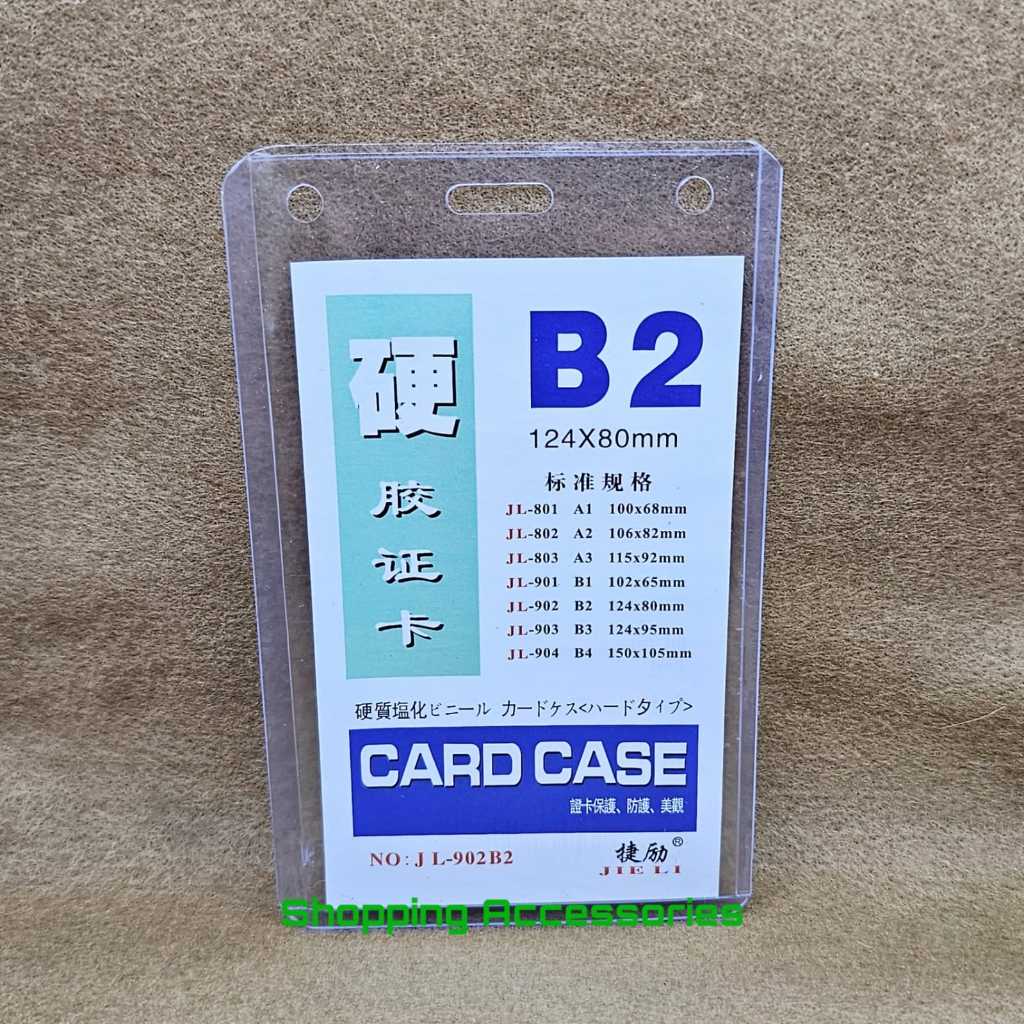 硬
胶
证
卡
B2
124X80mm
标准规格
JL-801 A1 100x68mm
JL-802 A2 106x82mm
JL-803 A3 115x92mm
JL-901 B1 102x65mm
JL-902 B2 124x80mm
JL-903 B3 124x95mm
JL-904 B4 150x105mm
硬質塩化ビニール カードケス<ハードタイプ>
CARD CASE
證卡保護、防護、美觀
NO: JL-902B2
捷励®
JIE LI
Shopping Accessories